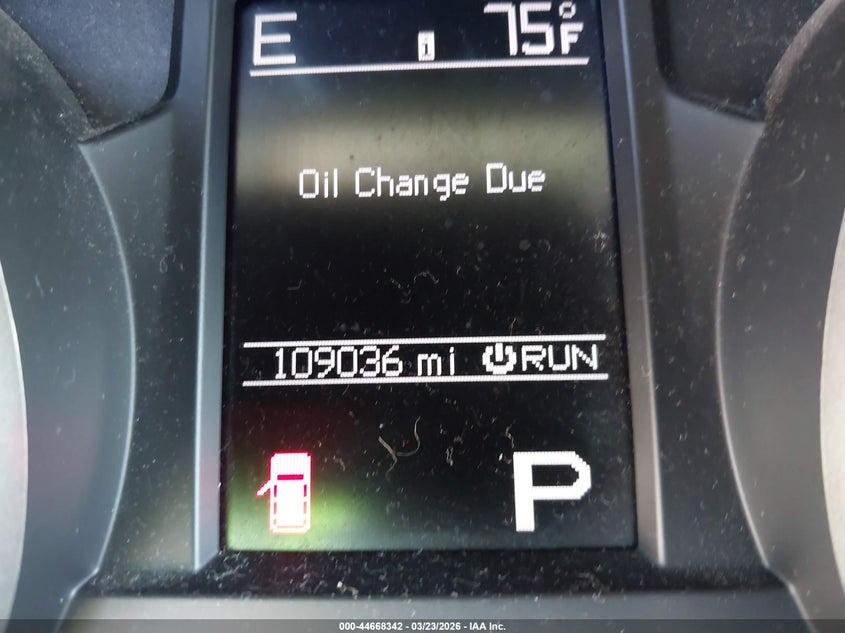 E i 75°F
Oil Change Due
109036 mi RUN
P
000-44668342 | 03/23/2026 - IAA Inc.